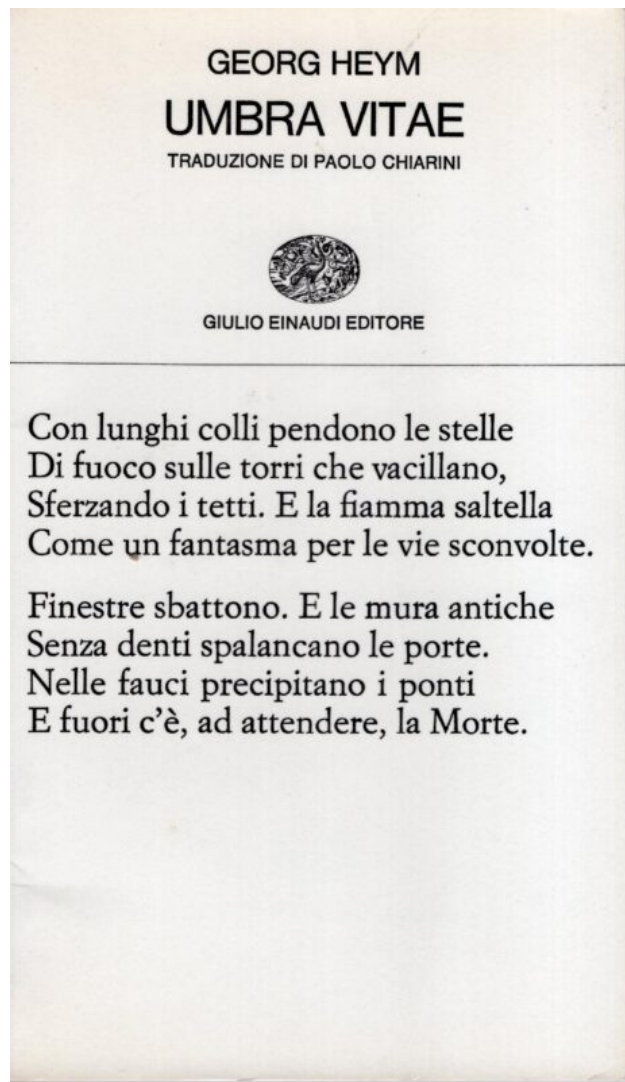 GEORG HEYM
UMBRA VITAE
TRADUZIONE DI PAOLO CHIARINI
GIULIO EINAUDI EDITORE
Con lunghi colli pendono le stelle
Di fuoco sulle torri che vacillano,
Sferzando i tetti. E la fiamma saltella
Come un fantasma per le vie sconvolte.
Finestre sbattono. E le mura antiche
Senza denti spalancano le porte.
Nelle fauci precipitano i ponti
E fuori c'è, ad attendere, la Morte.